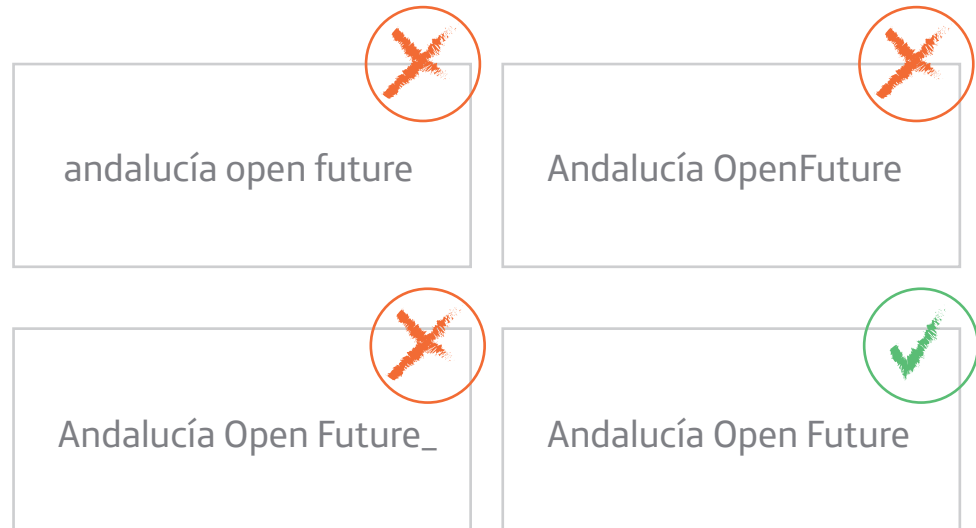 andalucía open future
Andalucía OpenFuture
Andalucía Open Future_
Andalucía Open Future